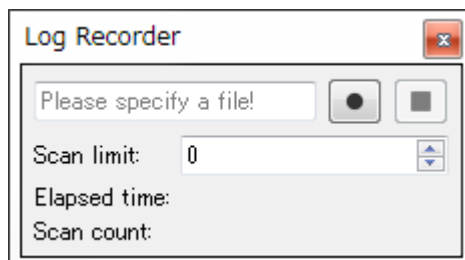 Log Recorder
Please specify a file!
Scan limit: 0
Elapsed time:
Scan count: